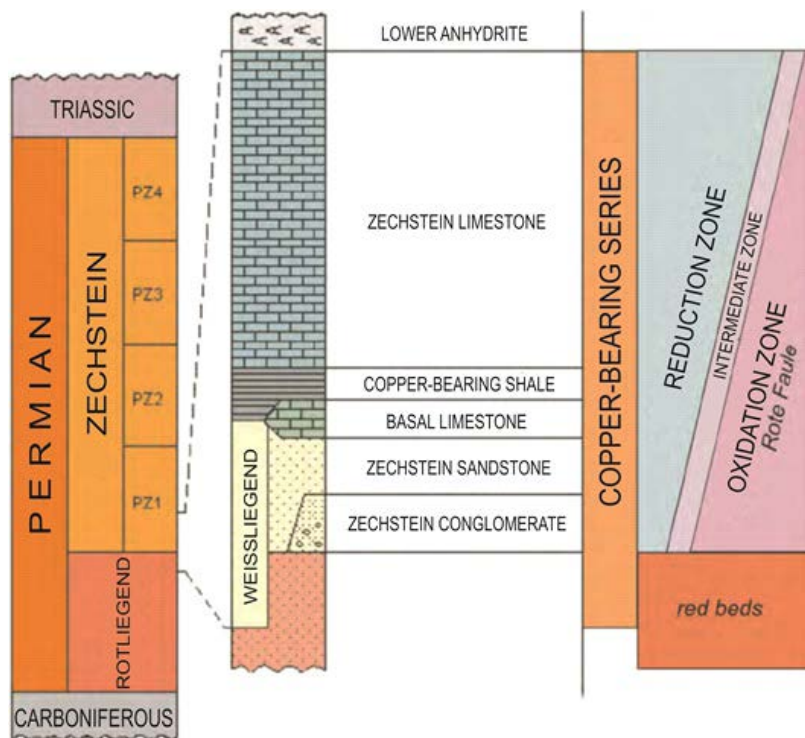 TRIASSIC
PERMIAN
ZECHSTEIN
PZ4
PZ3
PZ2
PZ1
ROTLIEGEND
CARBONIFEROUS
A A A A A A
WEISSLIEGEND
LOWER ANHYDRITE
ZECHSTEIN LIMESTONE
COPPER-BEARING SHALE
BASAL LIMESTONE
ZECHSTEIN SANDSTONE
ZECHSTEIN CONGLOMERATE
COPPER-BEARING SERIES
REDUCTION ZONE
INTERMEDIATE ZONE
OXIDATION ZONE
Rote Faule
red beds